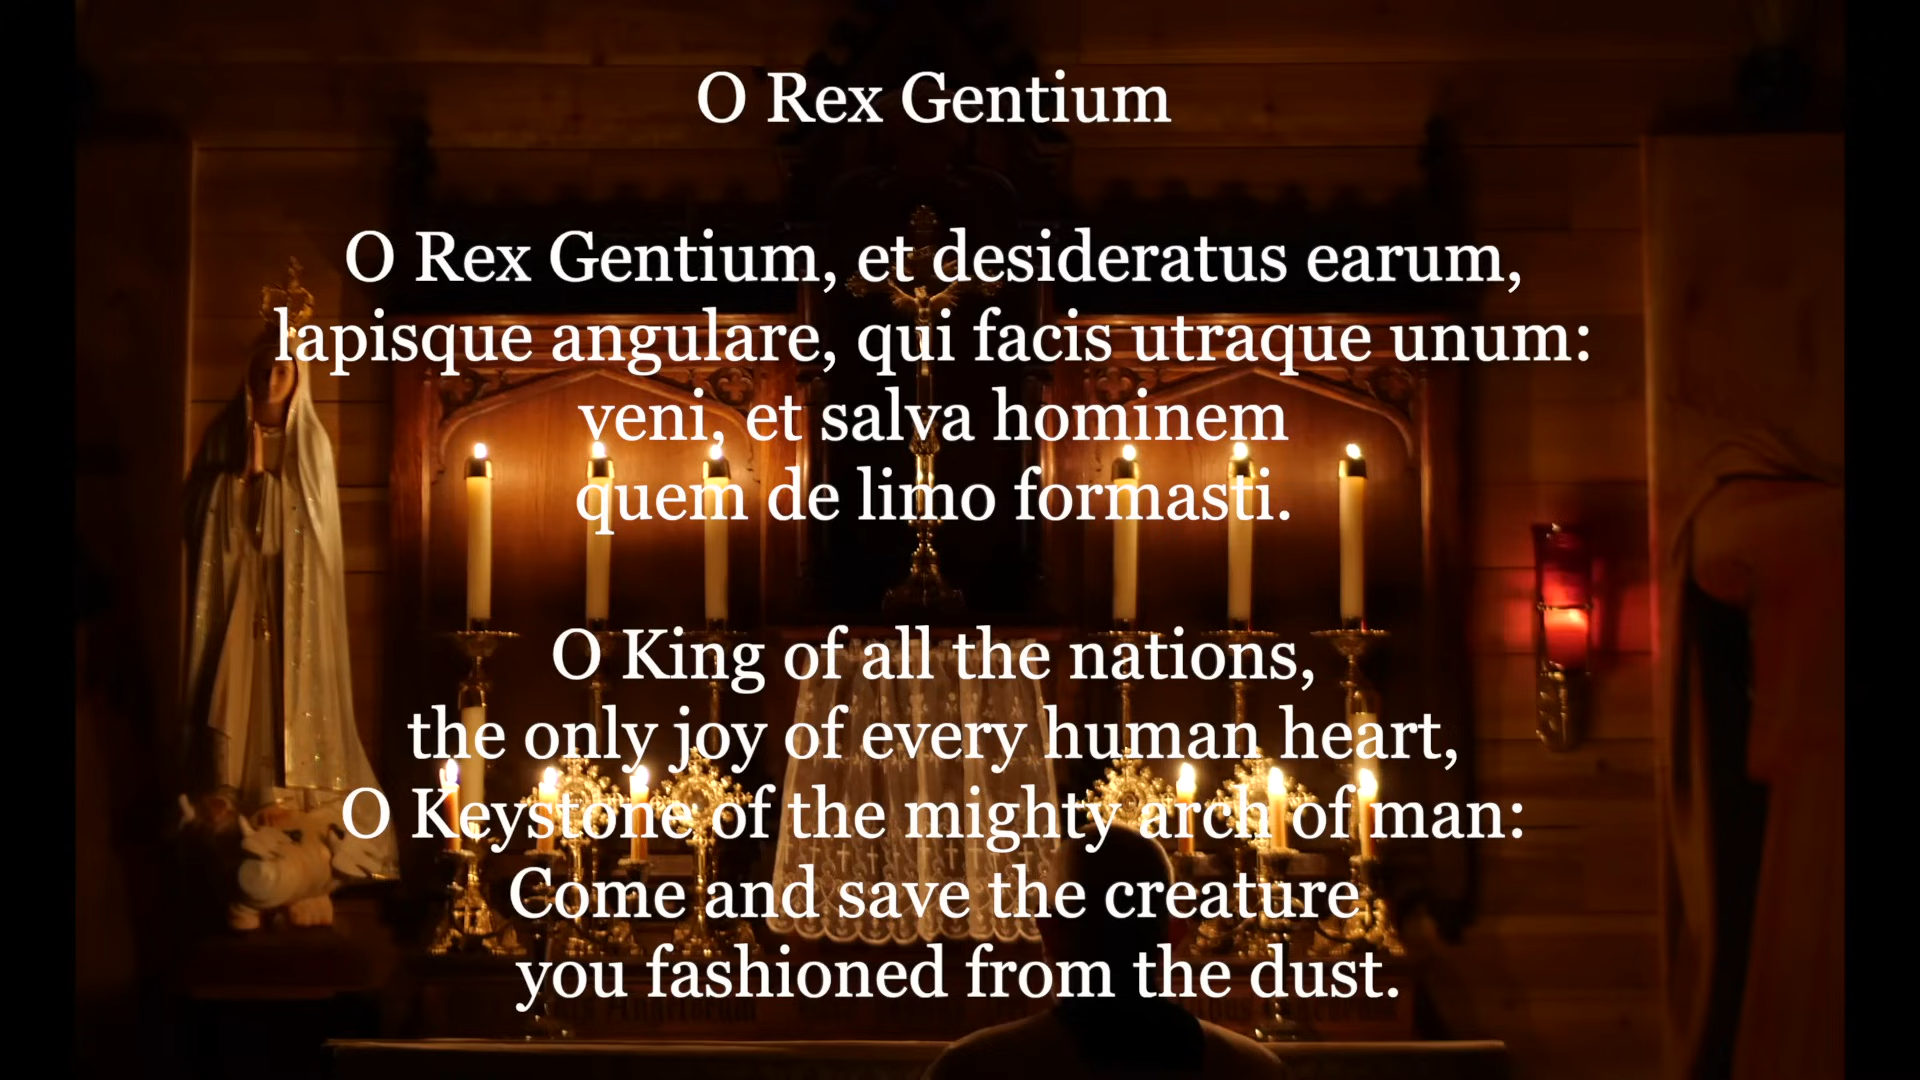 O Rex Gentium
O Rex Gentium, et desideratus earum,
lapisque angulare, qui facis utraque unum:
veni, et salva hominem
quem de limo formasti.
O King of all the nations,
the only joy of every human heart,
O Keystone of the mighty arch of man:
Come and save the creature
you fashioned from the dust.